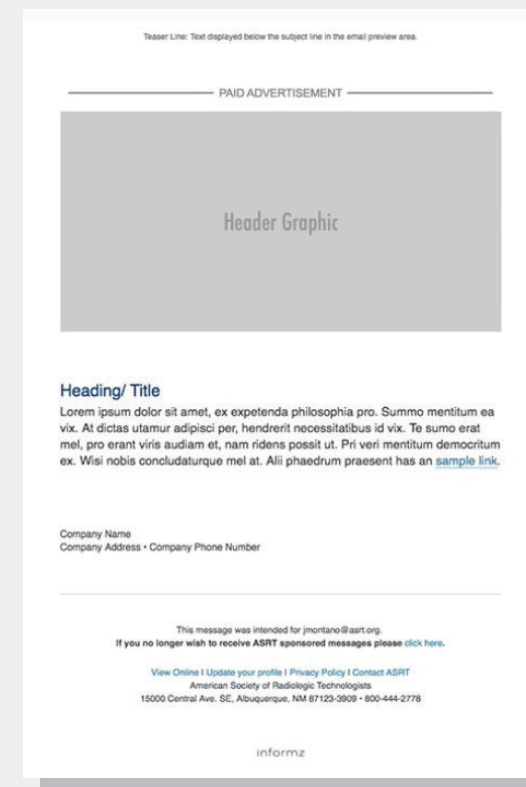 Teaser Line: Text displayed below the subject line in the email preview area.
PAID ADVERTISEMENT
Header Graphic
Heading/ Title
Lorem ipsum dolor sit amet, ex expetenda philosophia pro. Summo mentitum ea
vix. At dictas utamur adipisci per, hendrerit necessitatibus id vix. Te sumo erat
mel, pro erant viris audiam et, nam ridens possit ut. Pri veri mentitum democritum
ex. Wisi nobis concludaturque mel at. Alii phaedrum praesent has an sample link.
Company Name
Company Address • Company Phone Number
This message was intended for jmontano@asrt.org.
If you no longer wish to receive ASRT sponsored messages please click here.
View Online I Update your profile I Privacy Policy I Contact ASRT
American Society of Radiologic Technologists
15000 Central Ave. SE, Albuquerque, NM 87123-3909 • 800-444-2778
informz